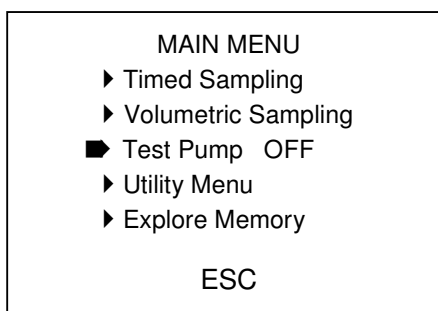 MAIN MENU
Timed Sampling
Volumetric Sampling
Test Pump OFF
Utility Menu
Explore Memory
ESC